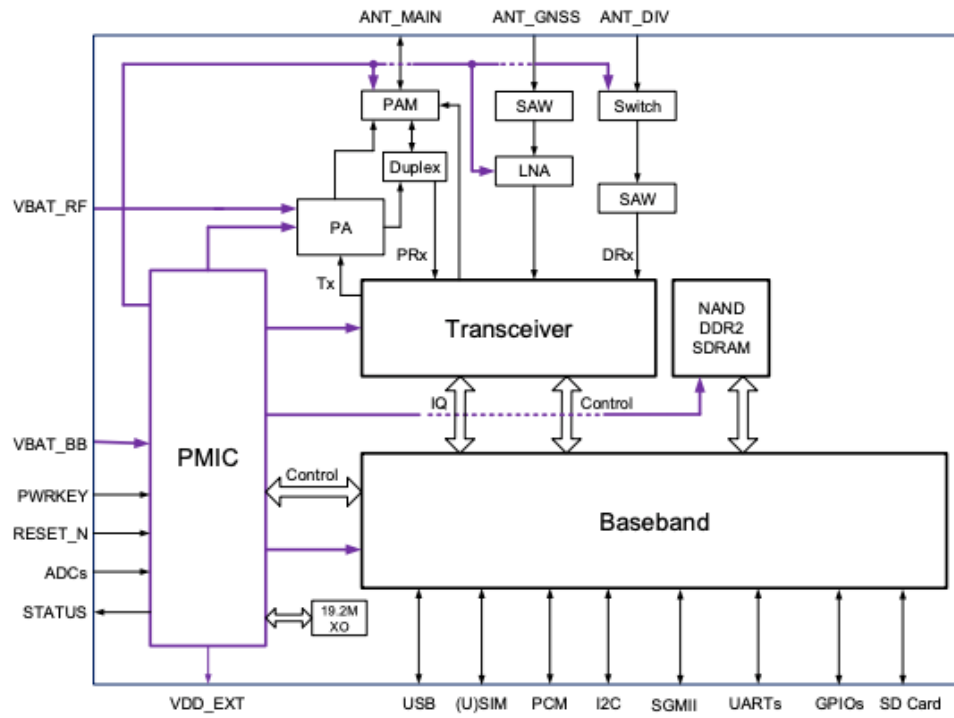 ANT_MAIN
ANT_GNSS
ANT_DIV
PAM
SAW
Switch
Duplex
LNA
SAW
VBAT_RF
PA
PRx
DRx
Tx
Transceiver
NAND
DDR2
SDRAM
IQ
Control
VBAT_BB
PMIC
Control
PWRKEY
Baseband
RESET_N
ADCs
STATUS
19.2M
XO
VDD_EXT
USB
(U)SIM
PCM
I2C
SGMII
UARTs
GPIOs
SD Card